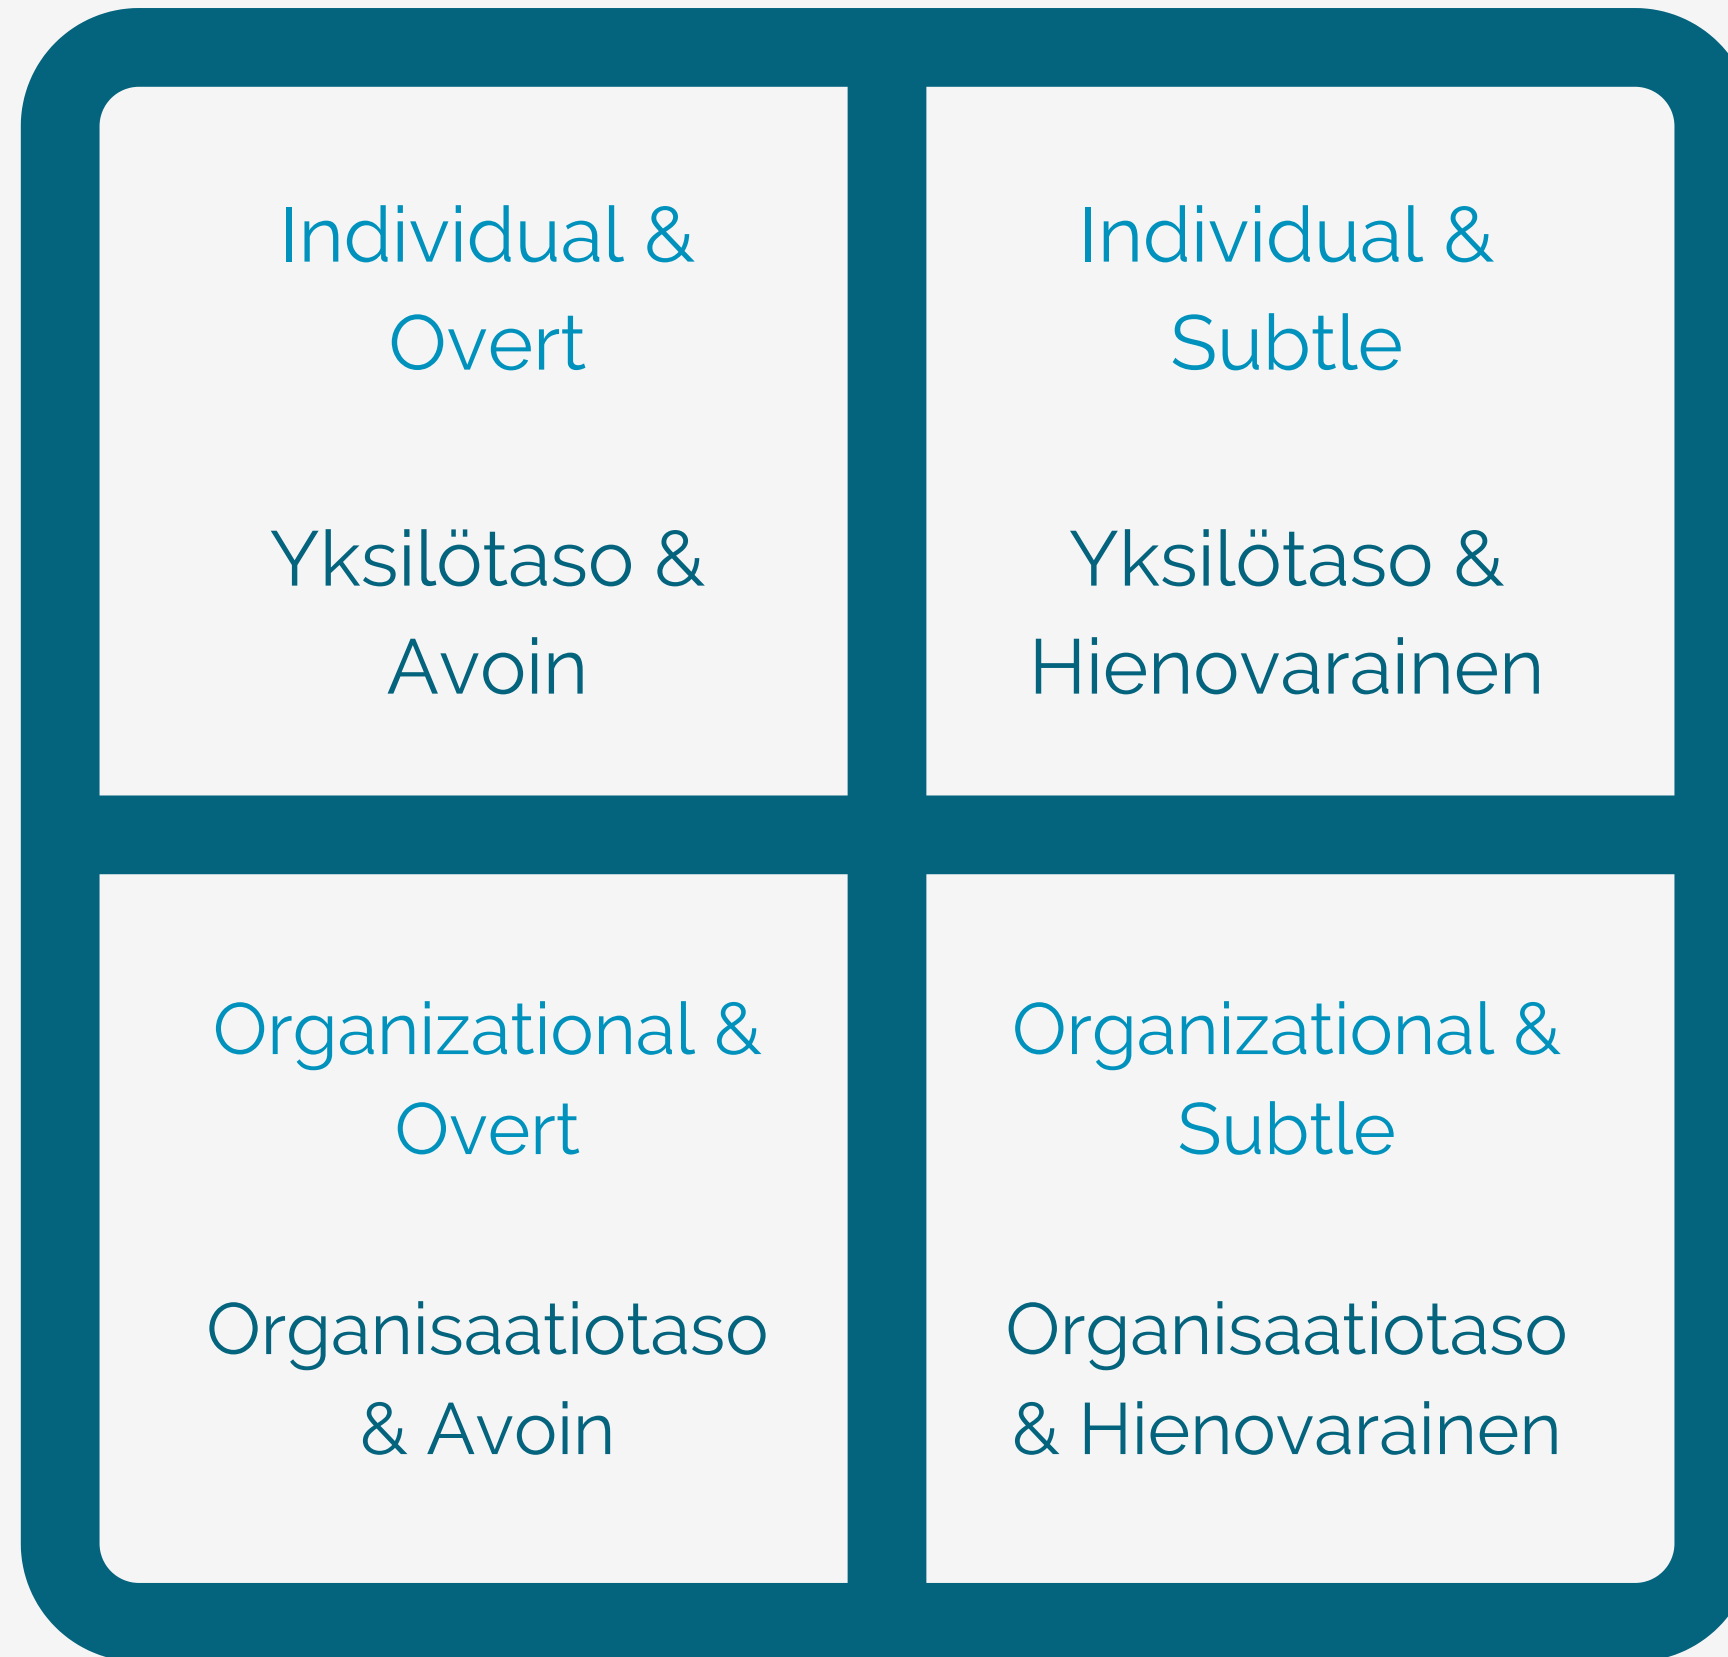 Individual &
Overt
Yksilötaso &
Avoin
Individual &
Subtle
Yksilötaso &
Hienovarainen
Organizational &
Overt
Organisaatiotaso
& Avoin
Organizational &
Subtle
Organisaatiotaso
& Hienovarainen